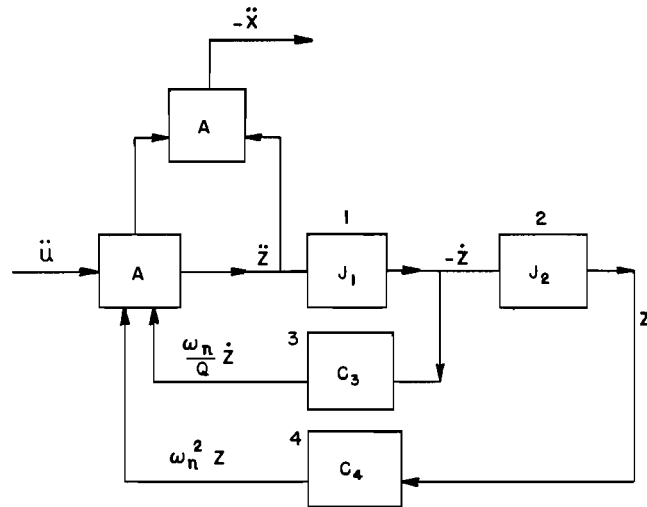 -ẍ
A
1
2
ü
A
z̈
J₁
-ż
J₂
z
ωₙ/Q ż
3
C₃
4
ωₙ² z
C₄